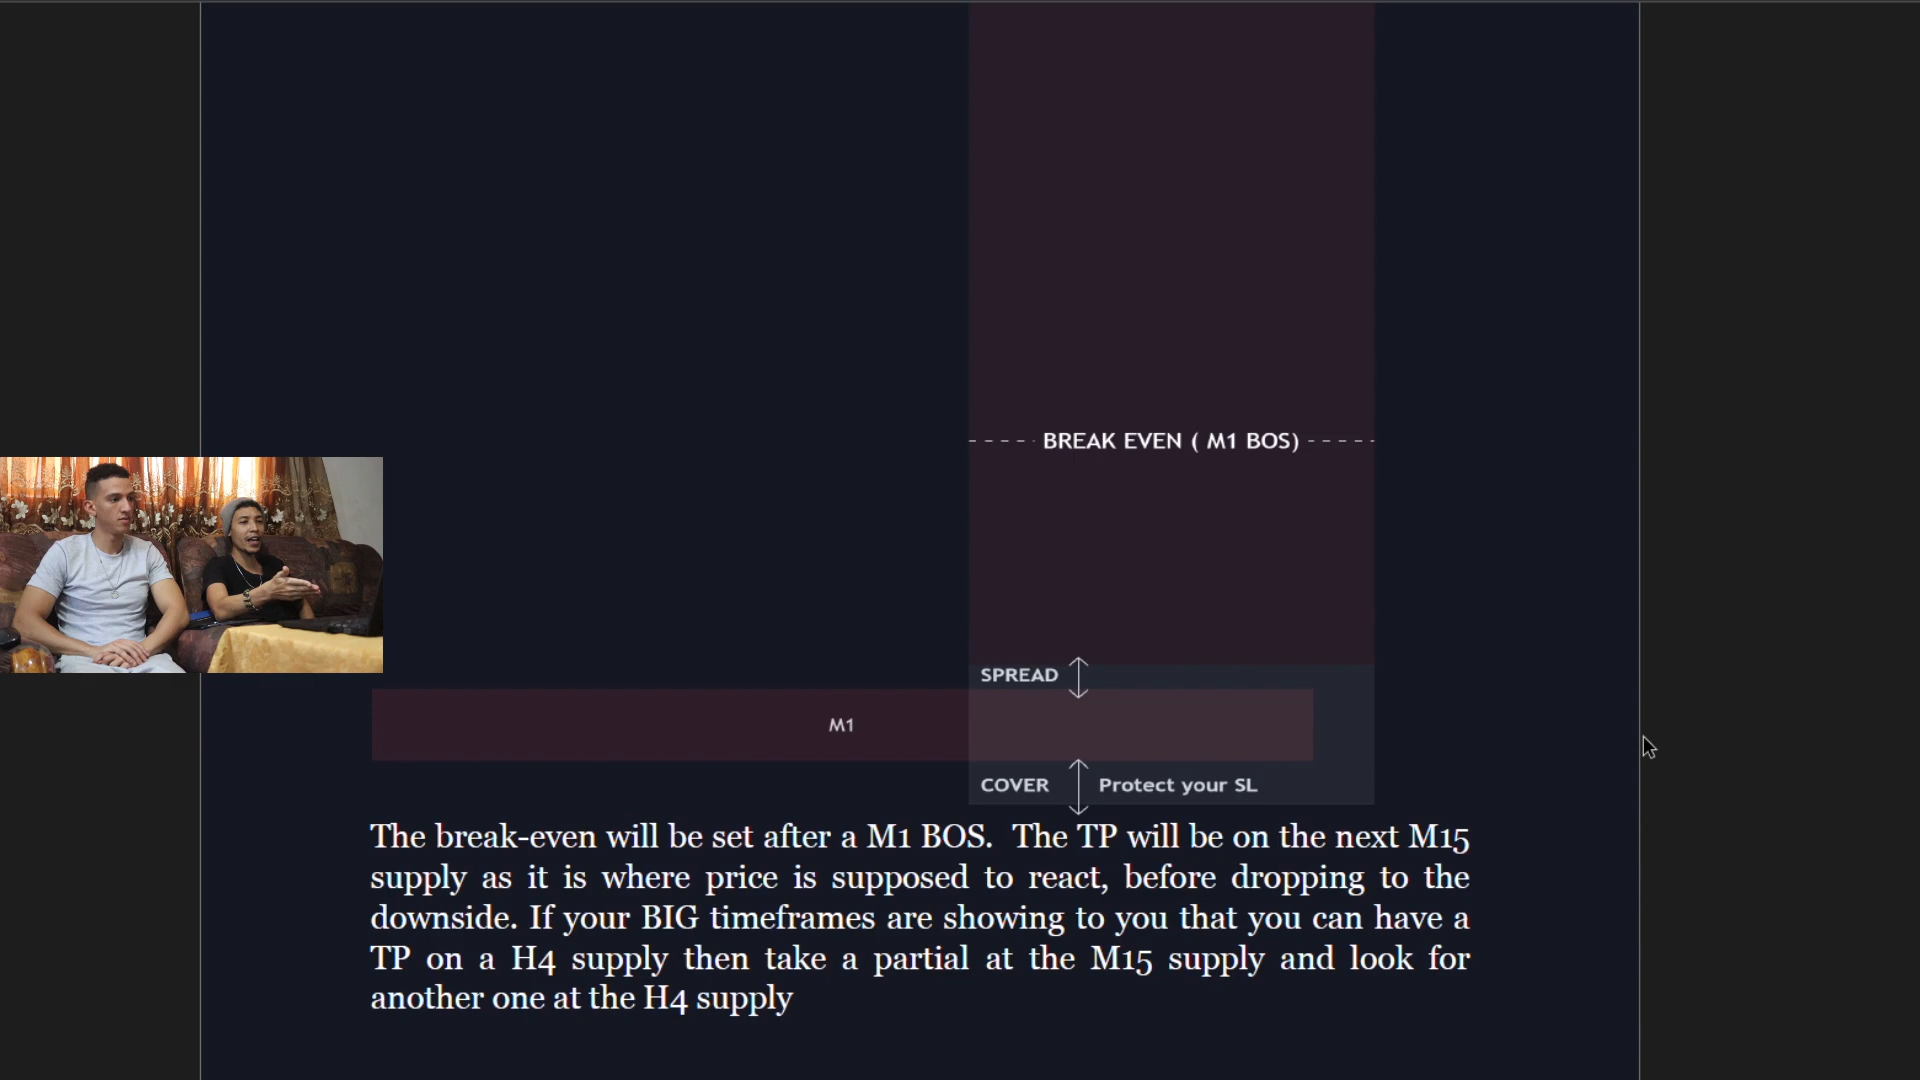 BREAK EVEN ( M1 BOS)
SPREAD
M1
COVER Protect your SL
The break-even will be set after a M1 BOS.  The TP will be on the next M15
supply as it is where price is supposed to react, before dropping to the
downside. If your BIG timeframes are showing to you that you can have a
TP on a H4 supply then take a partial at the M15 supply and look for
another one at the H4 supply